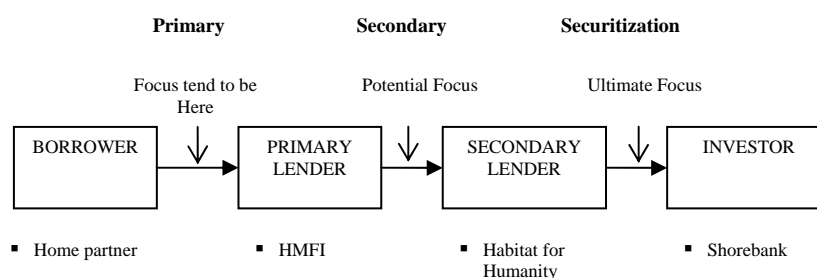 Primary
Secondary
Securitization
Focus tend to be
Here
Potential Focus
Ultimate Focus
BORROWER
PRIMARY
LENDER
SECONDARY
LENDER
INVESTOR
▪ Home partner
▪ HMFI
▪ Habitat for
Humanity
▪ Shorebank